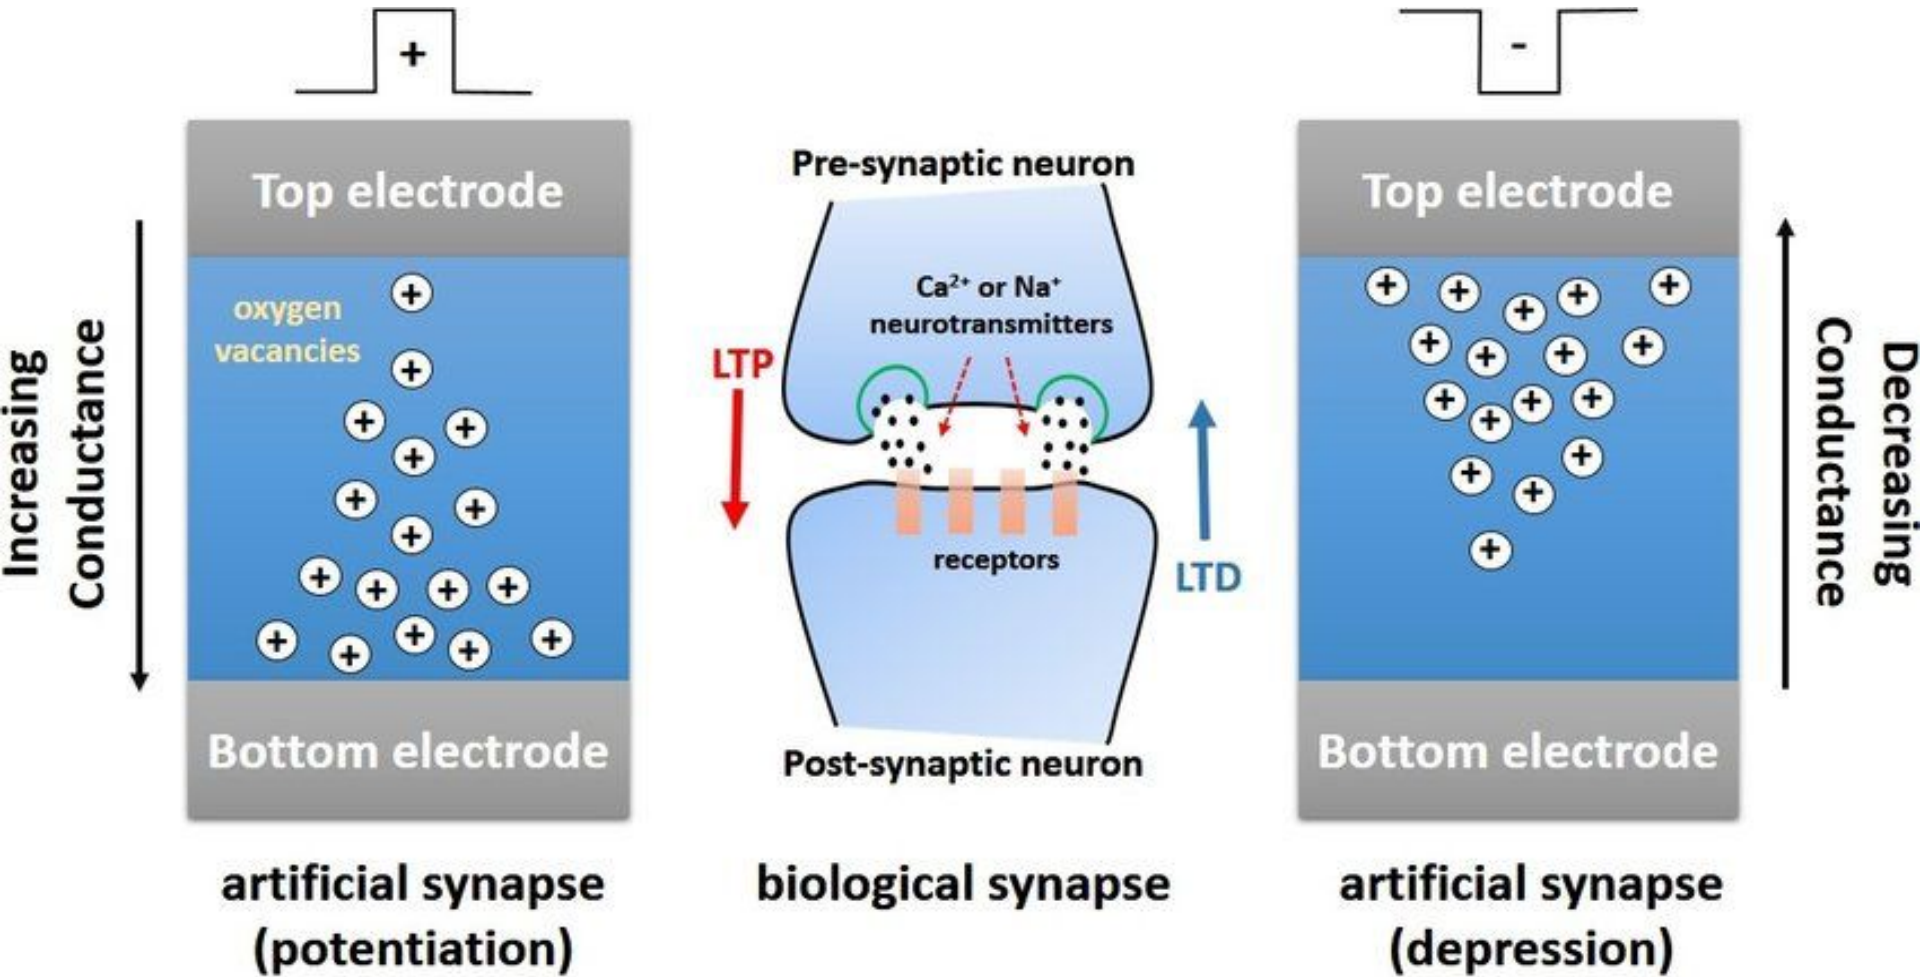 +
Top electrode
oxygen
vacancies
Bottom electrode
Increasing
Conductance
artificial synapse
(potentiation)
Pre-synaptic neuron
Ca²⁺ or Na⁺
neurotransmitters
LTP
receptors
LTD
Post-synaptic neuron
biological synapse
-
Top electrode
Bottom electrode
Decreasing
Conductance
artificial synapse
(depression)